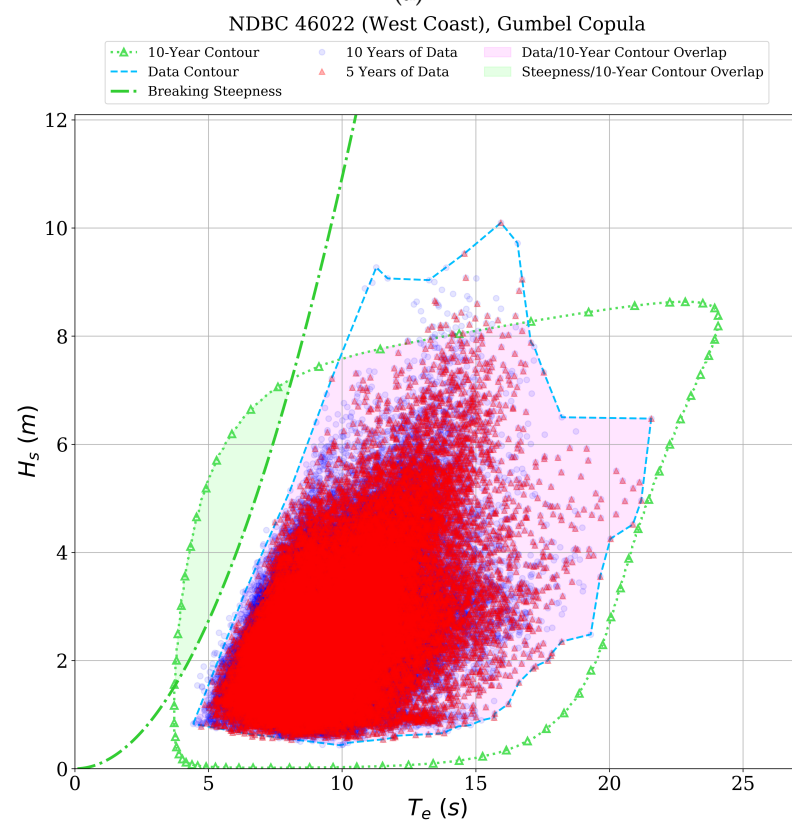 NDBC 46022 (West Coast), Gumbel Copula
10-Year Contour
Data Contour
Breaking Steepness
10 Years of Data
5 Years of Data
Data/10-Year Contour Overlap
Steepness/10-Year Contour Overlap
12
10
8
6
4
2
0
H_s (m)
0 5 10 15 20 25
T_e (s)